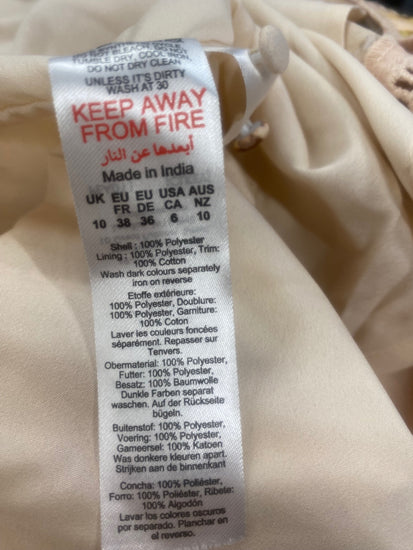 TUMBLE DRY, COOL IRON,
DO NOT DRY CLEAN
UNLESS IT'S DIRTY
WASH AT 30
KEEP AWAY
FROM FIRE
أبعدها عن النار
Made in India
UK EU EU USA AUS
FR DE CA NZ
10 38 36 6 10
Shell : 100% Polyester
Lining : 100% Polyester, Trim:
100% Cotton
Wash dark colours separately
iron on reverse
Etoffe extérieure:
100% Polyester, Doublure:
100% Polyester, Garniture:
100% Coton
Laver les couleurs foncées
séparément. Repasser sur
l'envers.
Obermaterial: 100% Polyester,
Futter: 100% Polyester,
Besatz: 100% Baumwolle
Dunkle Farben separat
waschen. Auf der Rückseite
bügeln.
Buitenstof: 100% Polyester,
Voering: 100% Polyester,
Gameersel: 100% Katoen
Was donkere kleuren apart.
Strijken aan de binnenkant
Concha: 100% Poliéster,
Forro: 100% Poliéster, Ribete:
100% Algodón
Lavar los colores oscuros
por separado. Planchar en
el reverso.